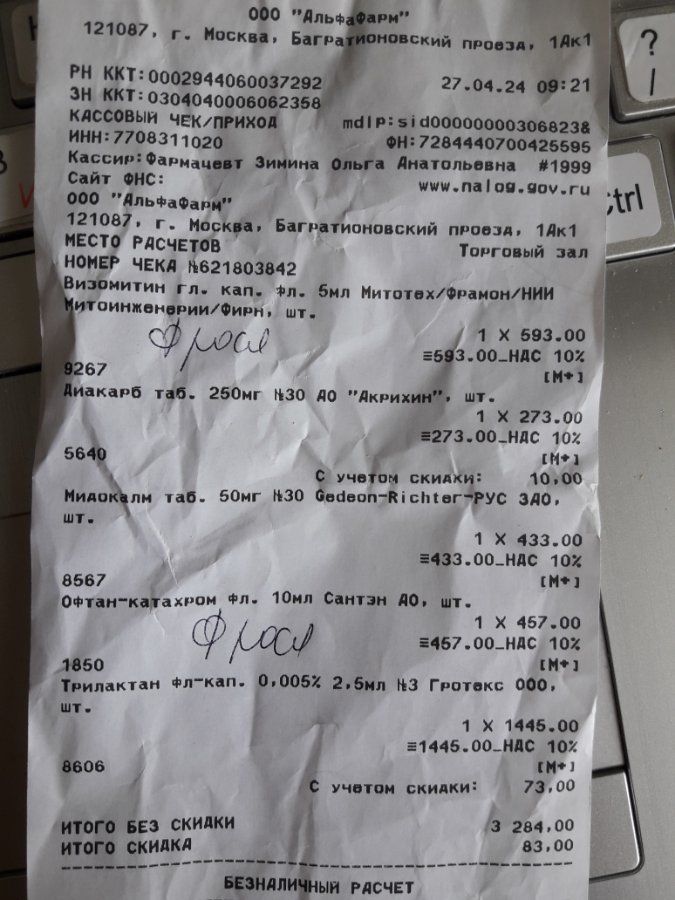 ООО "АльфаФарм"
121087, г. Москва, Багратионовский проезд, 1Ак1
РН ККТ:0002944060037292 27.04.24 09:21
ЗН ККТ:0304040006062358
КАССОВЫЙ ЧЕК/ПРИХОД mdlp:sid00000000306823&
ИНН:7708311020 ФН:7284440700425595
Кассир:Фармацевт Зимина Ольга Анатольевна #1999
Сайт ФНС: www.nalog.gov.ru
ООО "АльфаФарм"
121087, г. Москва, Багратионовский проезд, 1Ак1
МЕСТО РАСЧЕТОВ Торговый зал
НОМЕР ЧЕКА №621803842
Визомитин гл. кап. фл. 5мл Митотех/Фрамон/НИИ
Митоинженерии/Фирн, шт.
Фрося
1 X 593.00
≡593.00_НДС 10%
9267 [М+]
Диакарб таб. 250мг №30 АО "Акрихин", шт.
1 X 273.00
≡273.00_НДС 10%
5640 [М+]
С учетом скидки: 10,00
Мидокалм таб. 50мг №30 Gedeon-Richter-РУС ЗАО,
шт.
1 X 433.00
≡433.00_НДС 10%
8567 [М+]
Офтан-катахром фл. 10мл Сантэн АО, шт.
Фрося
1 X 457.00
≡457.00_НДС 10%
1850 [М+]
Трилактан фл-кап. 0,005% 2,5мл №3 Гротекс ООО,
шт.
1 X 1445.00
≡1445.00_НДС 10%
8606 [М+]
С учетом скидки: 73,00
ИТОГО БЕЗ СКИДКИ 3 284,00
ИТОГО СКИДКА 83,00
БЕЗНАЛИЧНЫЙ РАСЧЕТ
?
/
ctrl